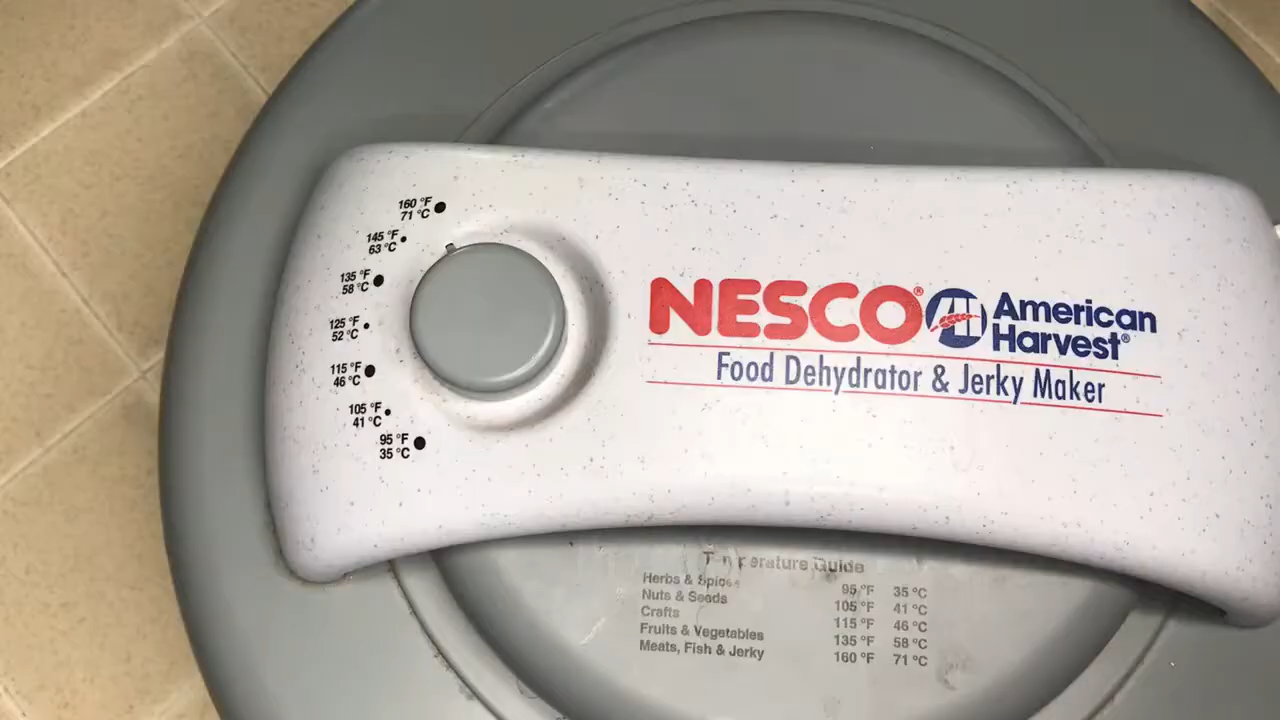 160 °F
71 °C
145 °F
63 °C
135 °F
58 °C
125 °F
52 °C
115 °F
46 °C
105 °F
41 °C
95 °F
35 °C
NESCO® American
Harvest®
Food Dehydrator & Jerky Maker
Temperature Guide
Herbs & Spices 95 °F 35 °C
Nuts & Seeds 105 °F 41 °C
Crafts 115 °F 46 °C
Fruits & Vegetables 135 °F 58 °C
Meats, Fish & Jerky 160 °F 71 °C